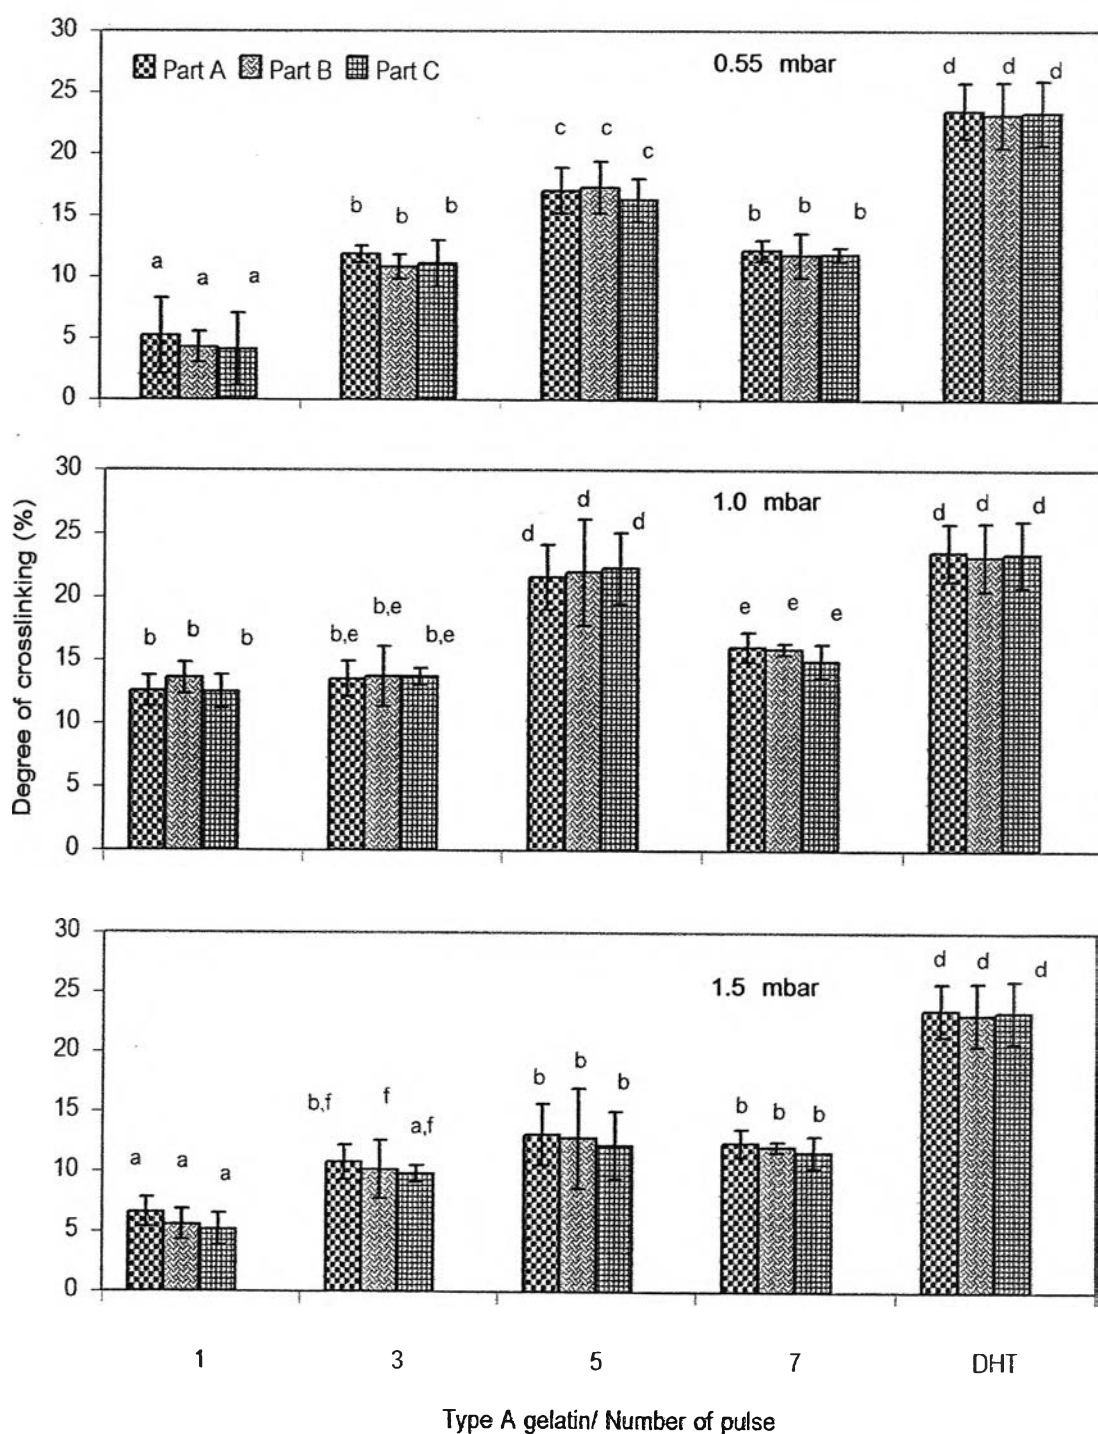 30
Part A Part B Part C 0.55 mbar
d d d
25
20
c c c
15
b b b b b b
10
a a a
5
0
30
1.0 mbar
d d d d d d
25
20
b b b b,e b,e b,e e e e
15
10
5
0
Degree of crosslinking (%)
30
d d d
1.5 mbar
25
20
15
b,f f a,f b b b b b b
10
a a a
5
0
1 3 5 7 DHT
Type A gelatin/ Number of pulse